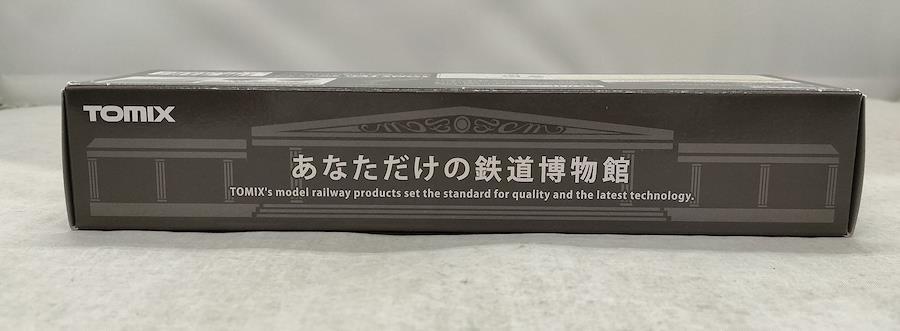 TOMIX
あなただけの鉄道博物館
TOMIX's model railway products set the standard for quality and the latest technology.